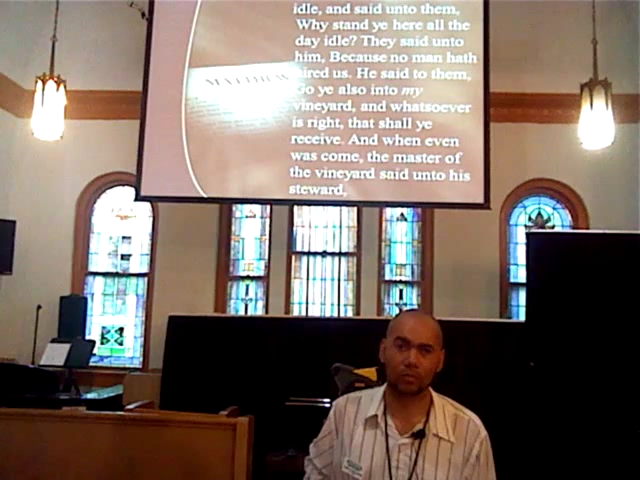 idle, and said unto them,
Why stand ye here all the
day idle? They said unto
him, Because no man hath
hired us. He said to them,
Go ye also into my
vineyard, and whatsoever
is right, that shall ye
receive. And when even
was come, the master of
the vineyard said unto his
steward,
MATTHEW